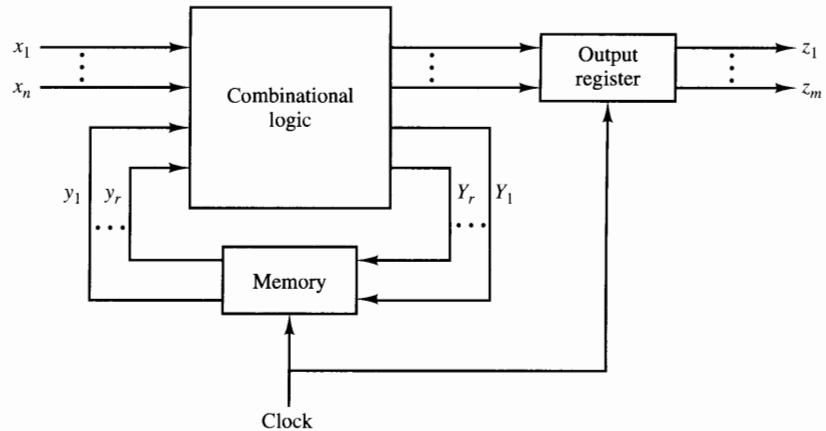 x₁
xₙ
Combinational
logic
Output
register
z₁
zₘ
y₁
yᵣ
Yᵣ
Y₁
Memory
Clock